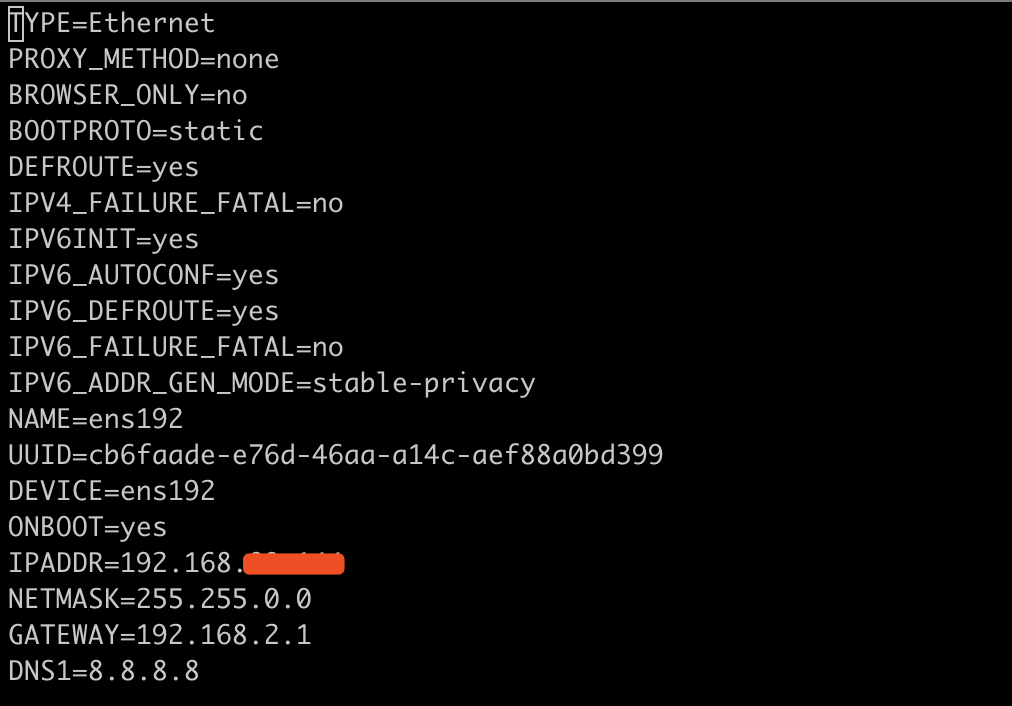 TYPE=Ethernet
PROXY_METHOD=none
BROWSER_ONLY=no
BOOTPROTO=static
DEFROUTE=yes
IPV4_FAILURE_FATAL=no
IPV6INIT=yes
IPV6_AUTOCONF=yes
IPV6_DEFROUTE=yes
IPV6_FAILURE_FATAL=no
IPV6_ADDR_GEN_MODE=stable-privacy
NAME=ens192
UUID=cb6faade-e76d-46aa-a14c-aef88a0bd399
DEVICE=ens192
ONBOOT=yes
IPADDR=192.168.
NETMASK=255.255.0.0
GATEWAY=192.168.2.1
DNS1=8.8.8.8